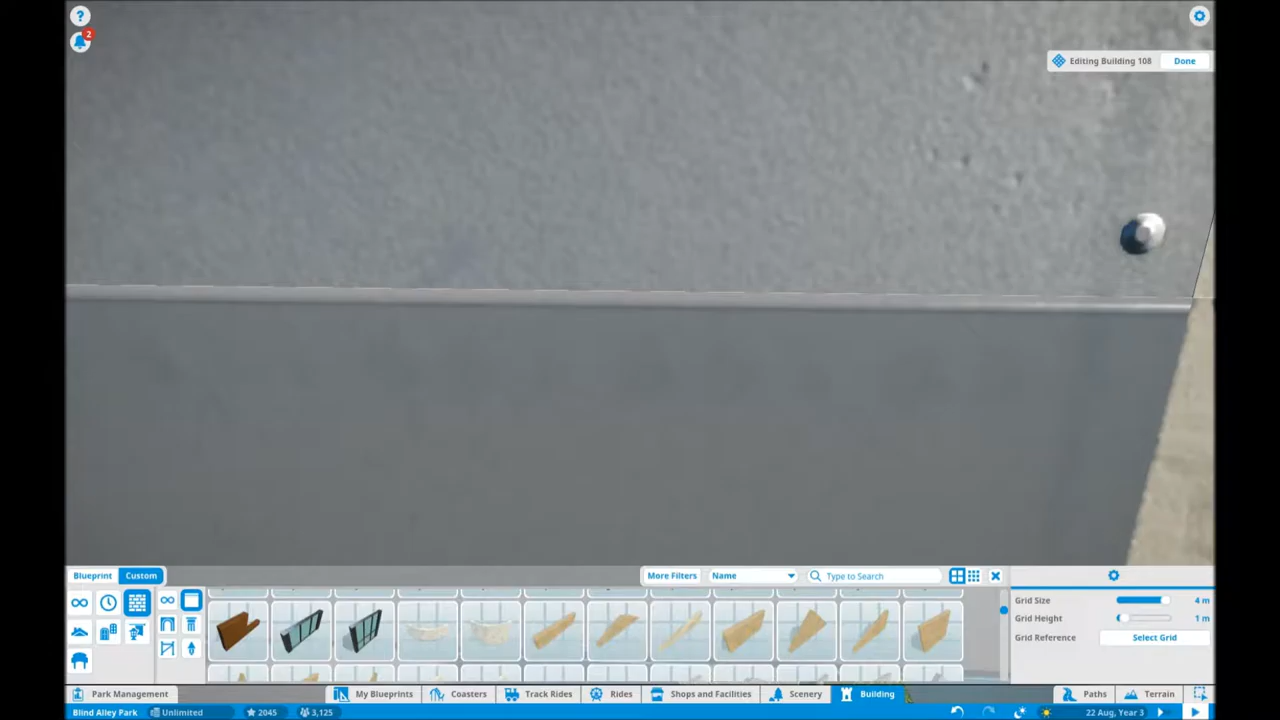 ?
2
Editing Building 108 Done
Blueprint Custom More Filters Name Type to Search
Grid Size 4 m
Grid Height 1 m
Grid Reference Select Grid
Park Management My Blueprints Coasters Track Rides Rides Shops and Facilities Scenery Building Paths Terrain
Blind Alley Park Unlimited 2045 3,125 22 Aug, Year 3